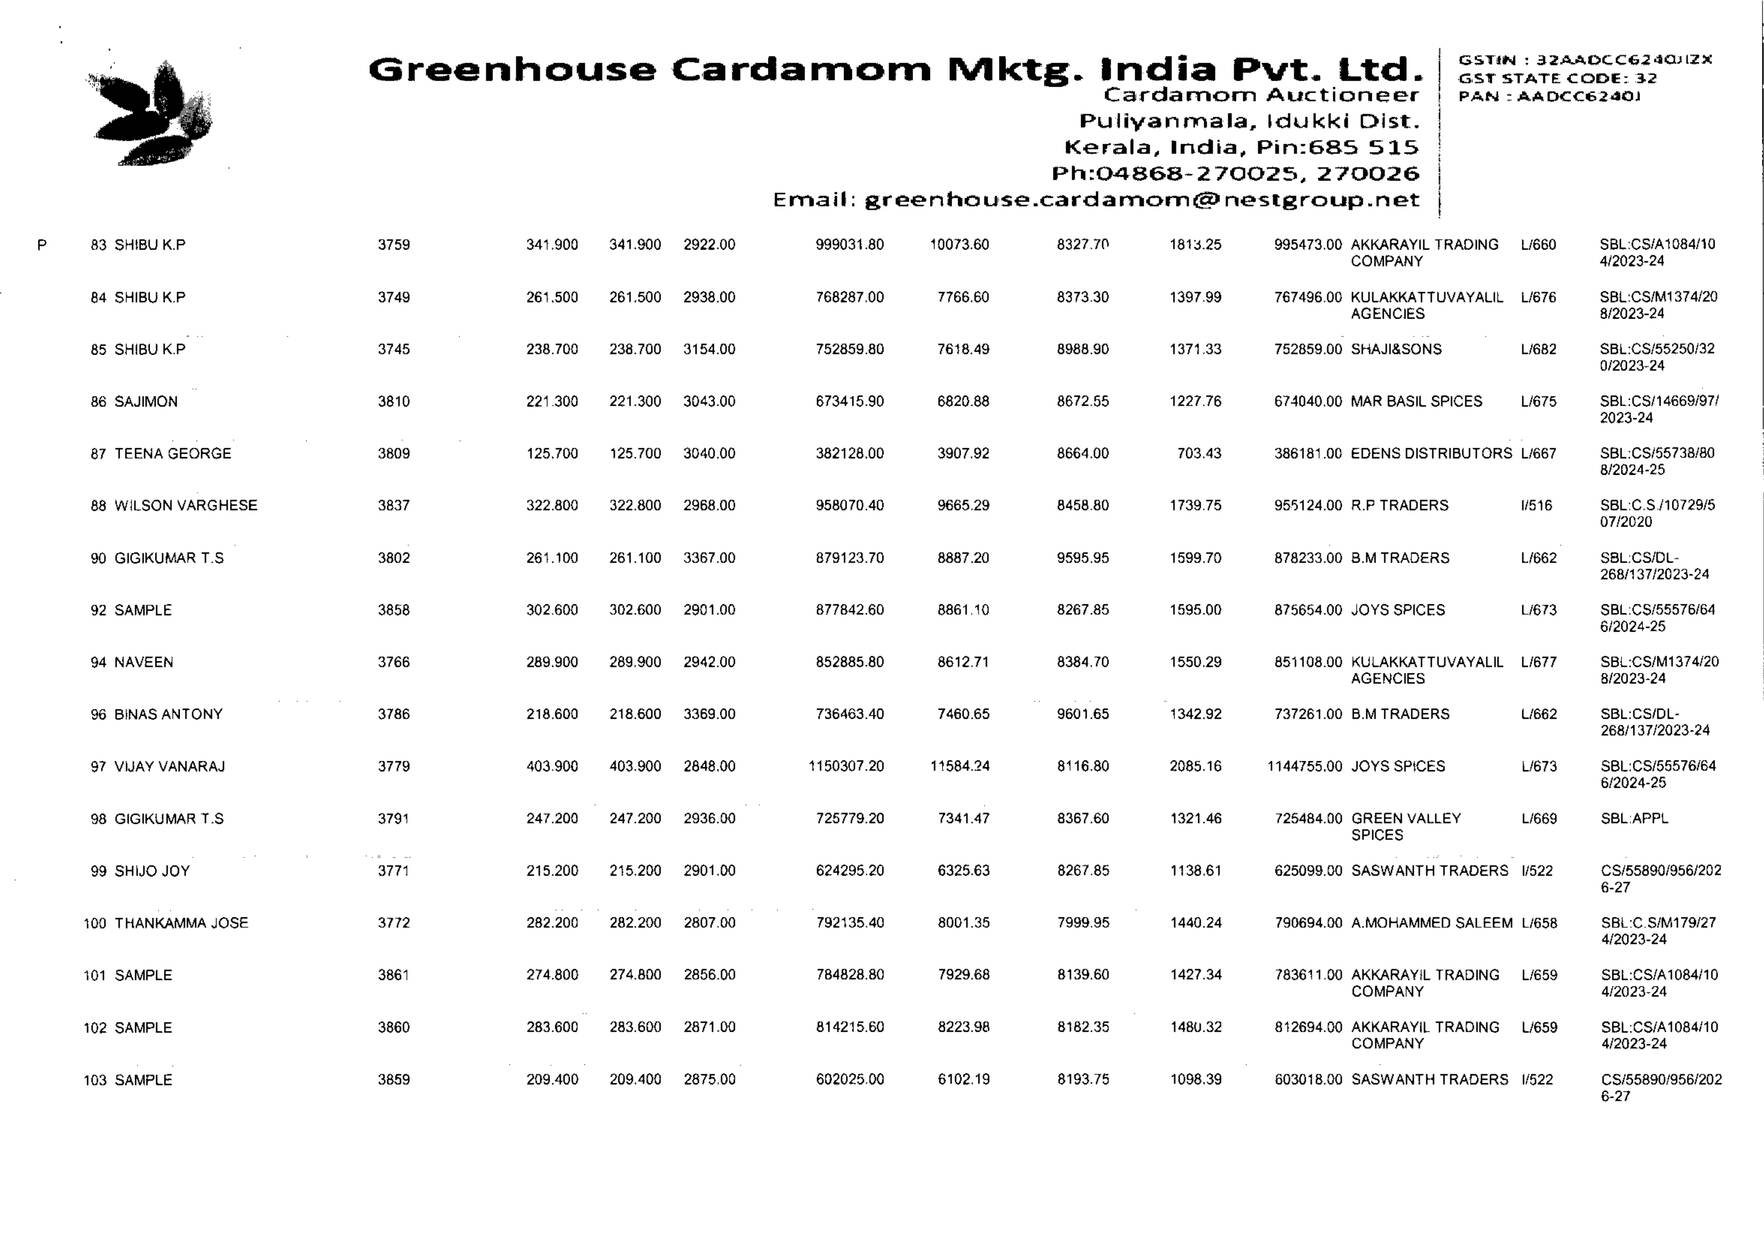 Greenhouse Cardamom Mktg. India Pvt. Ltd.
Cardamom Auctioneer
Puliyanmala, Idukki Dist.
Kerala, India, Pin:685 515
Ph:04868-270025, 270026
Email: greenhouse.cardamom@nestgroup.net
GSTIN : 32AADCC6240J1ZX
GST STATE CODE: 32
PAN : AADCC6240J
P 83 SHIBU K.P 3759 341.900 341.900 2922.00 999031.80 10073.60 8327.70 1813.25 995473.00 AKKARAYIL TRADING L/660 SBL:CS/A1084/10
COMPANY 4/2023-24
84 SHIBU K.P 3749 261.500 261.500 2938.00 768287.00 7766.60 8373.30 1397.99 767496.00 KULAKKATTUVAYALIL L/676 SBL:CS/M1374/20
AGENCIES 8/2023-24
85 SHIBU K.P 3745 238.700 238.700 3154.00 752859.80 7618.49 8988.90 1371.33 752859.00 SHAJI&SONS L/682 SBL:CS/55250/32
0/2023-24
86 SAJIMON 3810 221.300 221.300 3043.00 673415.90 6820.88 8672.55 1227.76 674040.00 MAR BASIL SPICES L/675 SBL:CS/14669/97/
2023-24
87 TEENA GEORGE 3809 125.700 125.700 3040.00 382128.00 3907.92 8664.00 703.43 386181.00 EDENS DISTRIBUTORS L/667 SBL:CS/55738/80
8/2024-25
88 WILSON VARGHESE 3837 322.800 322.800 2968.00 958070.40 9665.29 8458.80 1739.75 955124.00 R.P TRADERS I/516 SBL:C.S./10729/5
07/2020
90 GIGIKUMAR T.S 3802 261.100 261.100 3367.00 879123.70 8887.20 9595.95 1599.70 878233.00 B.M TRADERS L/662 SBL:CS/DL-
268/137/2023-24
92 SAMPLE 3858 302.600 302.600 2901.00 877842.60 8861.10 8267.85 1595.00 875654.00 JOYS SPICES L/673 SBL:CS/55576/64
6/2024-25
94 NAVEEN 3766 289.900 289.900 2942.00 852885.80 8612.71 8384.70 1550.29 851108.00 KULAKKATTUVAYALIL L/677 SBL:CS/M1374/20
AGENCIES 8/2023-24
96 BINAS ANTONY 3786 218.600 218.600 3369.00 736463.40 7460.65 9601.65 1342.92 737261.00 B.M TRADERS L/662 SBL:CS/DL-
268/137/2023-24
97 VIJAY VANARAJ 3779 403.900 403.900 2848.00 1150307.20 11584.24 8116.80 2085.16 1144755.00 JOYS SPICES L/673 SBL:CS/55576/64
6/2024-25
98 GIGIKUMAR T.S 3791 247.200 247.200 2936.00 725779.20 7341.47 8367.60 1321.46 725484.00 GREEN VALLEY L/669 SBL:APPL
SPICES
99 SHIJO JOY 3771 215.200 215.200 2901.00 624295.20 6325.63 8267.85 1138.61 625099.00 SASWANTH TRADERS I/522 CS/55890/956/202
6-27
100 THANKAMMA JOSE 3772 282.200 282.200 2807.00 792135.40 8001.35 7999.95 1440.24 790694.00 A.MOHAMMED SALEEM L/658 SBL:C.S/M179/27
4/2023-24
101 SAMPLE 3861 274.800 274.800 2856.00 784828.80 7929.68 8139.60 1427.34 783611.00 AKKARAYIL TRADING L/659 SBL:CS/A1084/10
COMPANY 4/2023-24
102 SAMPLE 3860 283.600 283.600 2871.00 814215.60 8223.98 8182.35 1480.32 812694.00 AKKARAYIL TRADING L/659 SBL:CS/A1084/10
COMPANY 4/2023-24
103 SAMPLE 3859 209.400 209.400 2875.00 602025.00 6102.19 8193.75 1098.39 603018.00 SASWANTH TRADERS I/522 CS/55890/956/202
6-27